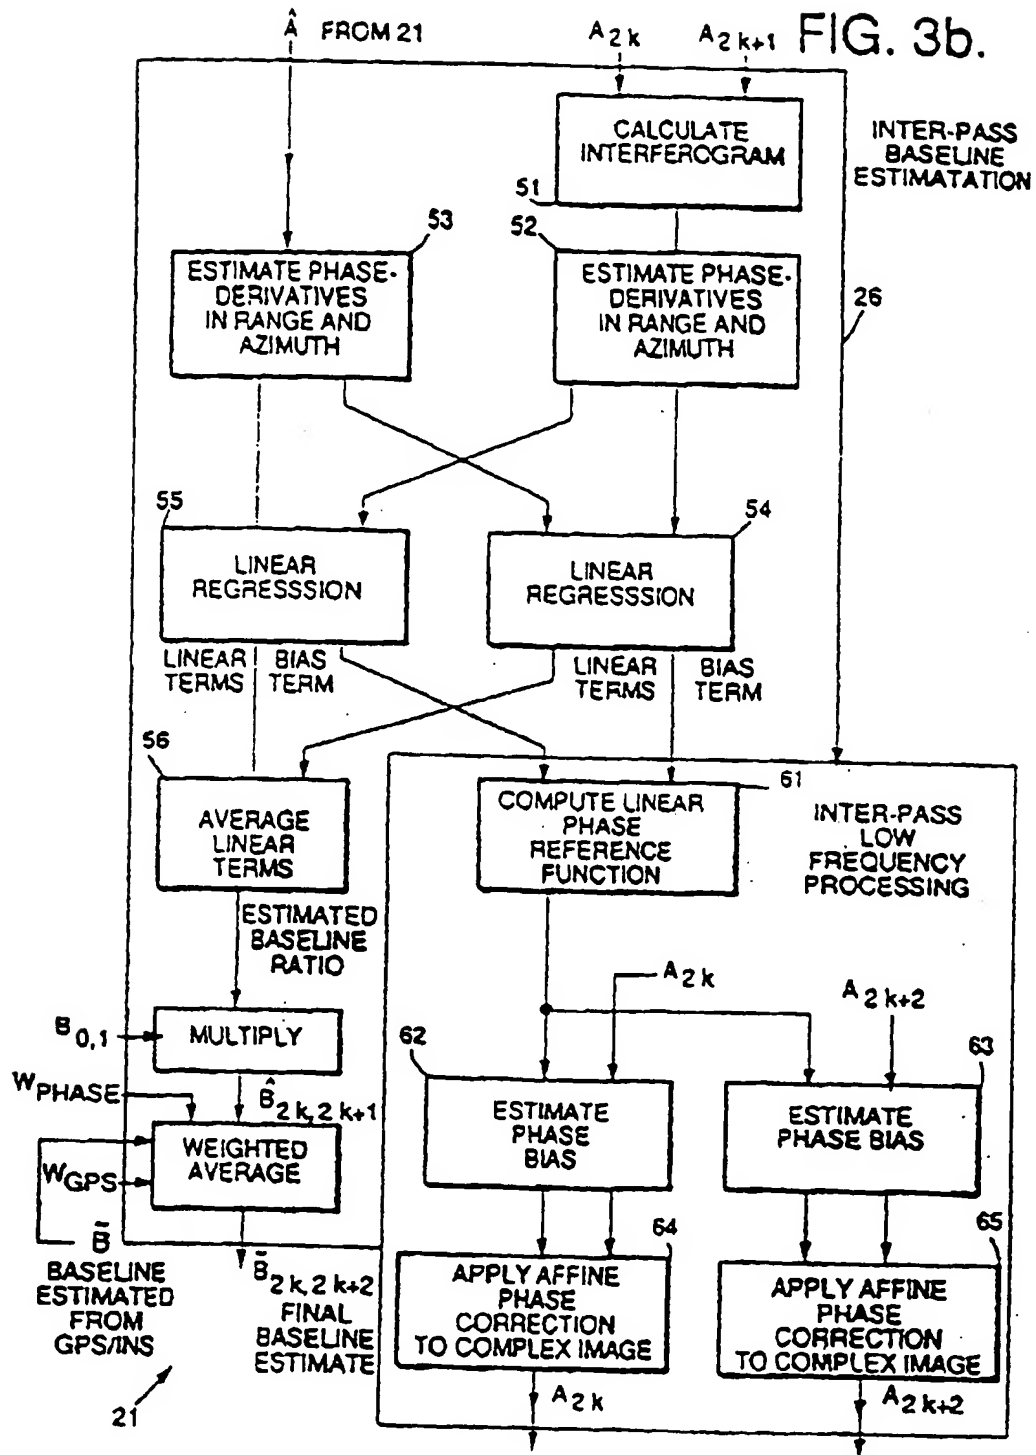 FIG. 3b.
Â FROM 21
A2k
A2k+1
CALCULATE
INTERFEROGRAM
51
INTER-PASS
BASELINE
ESTIMATATION
53
ESTIMATE PHASE-
DERIVATIVES
IN RANGE AND
AZIMUTH
52
ESTIMATE PHASE-
DERIVATIVES
IN RANGE AND
AZIMUTH
26
55
LINEAR
REGRESSSION
54
LINEAR
REGRESSSION
LINEAR
TERMS
BIAS
TERM
LINEAR
TERMS
BIAS
TERM
56
AVERAGE
LINEAR
TERMS
61
COMPUTE LINEAR
PHASE
REFERENCE
FUNCTION
INTER-PASS
LOW
FREQUENCY
PROCESSING
ESTIMATED
BASELINE
RATIO
A2k
A2k+2
B0,1
MULTIPLY
62
ESTIMATE
PHASE
BIAS
63
ESTIMATE
PHASE BIAS
WPHASE
B̂2k,2k+1
WEIGHTED
AVERAGE
WGPS
B̄
BASELINE
ESTIMATED
FROM
GPS/INS
B̄2k,2k+2
FINAL
BASELINE
ESTIMATE
64
APPLY AFFINE
PHASE
CORRECTION
TO COMPLEX IMAGE
65
APPLY AFFINE
PHASE
CORRECTION
TO COMPLEX IMAGE
21
A2k
A2k+2